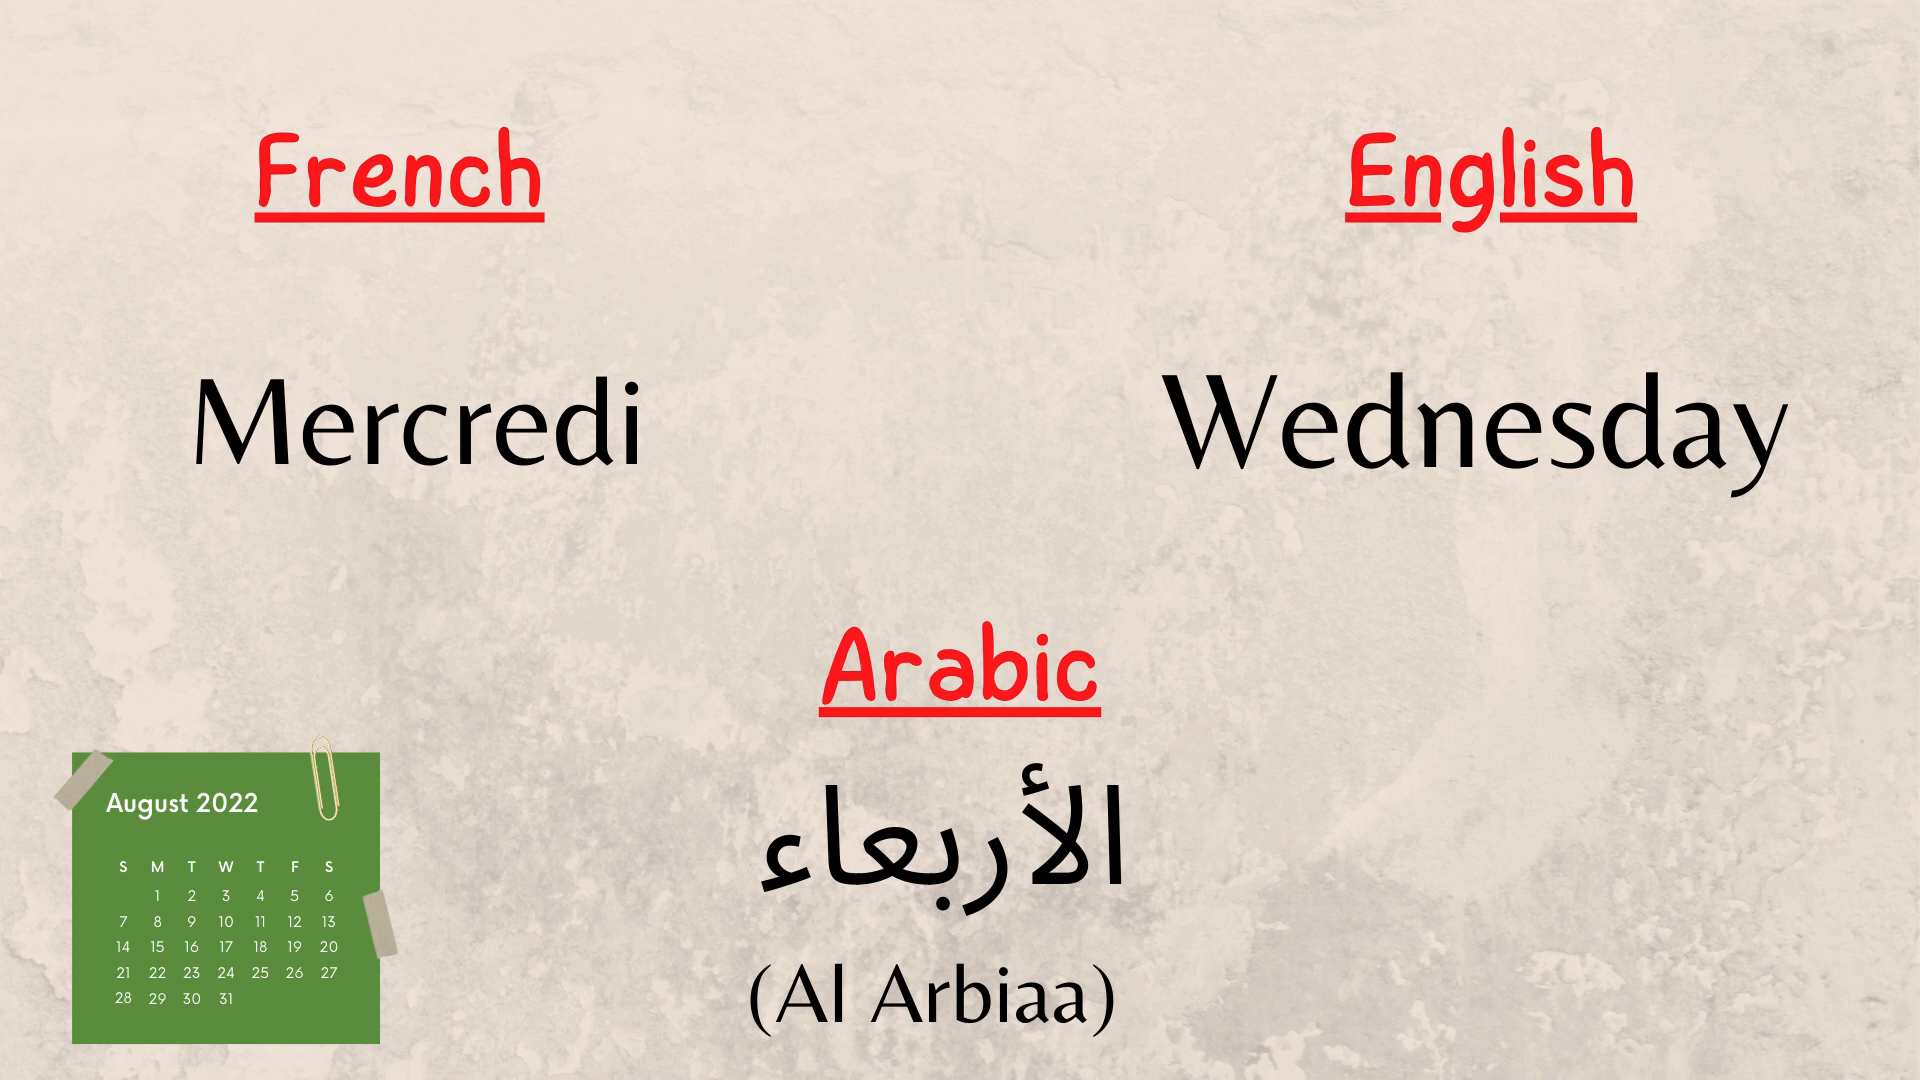 French
English
Mercredi
Wednesday
Arabic
الأربعاء
(Al Arbiaa)
August 2022
S M T W T F S
1 2 3 4 5 6
7 8 9 10 11 12 13
14 15 16 17 18 19 20
21 22 23 24 25 26 27
28 29 30 31